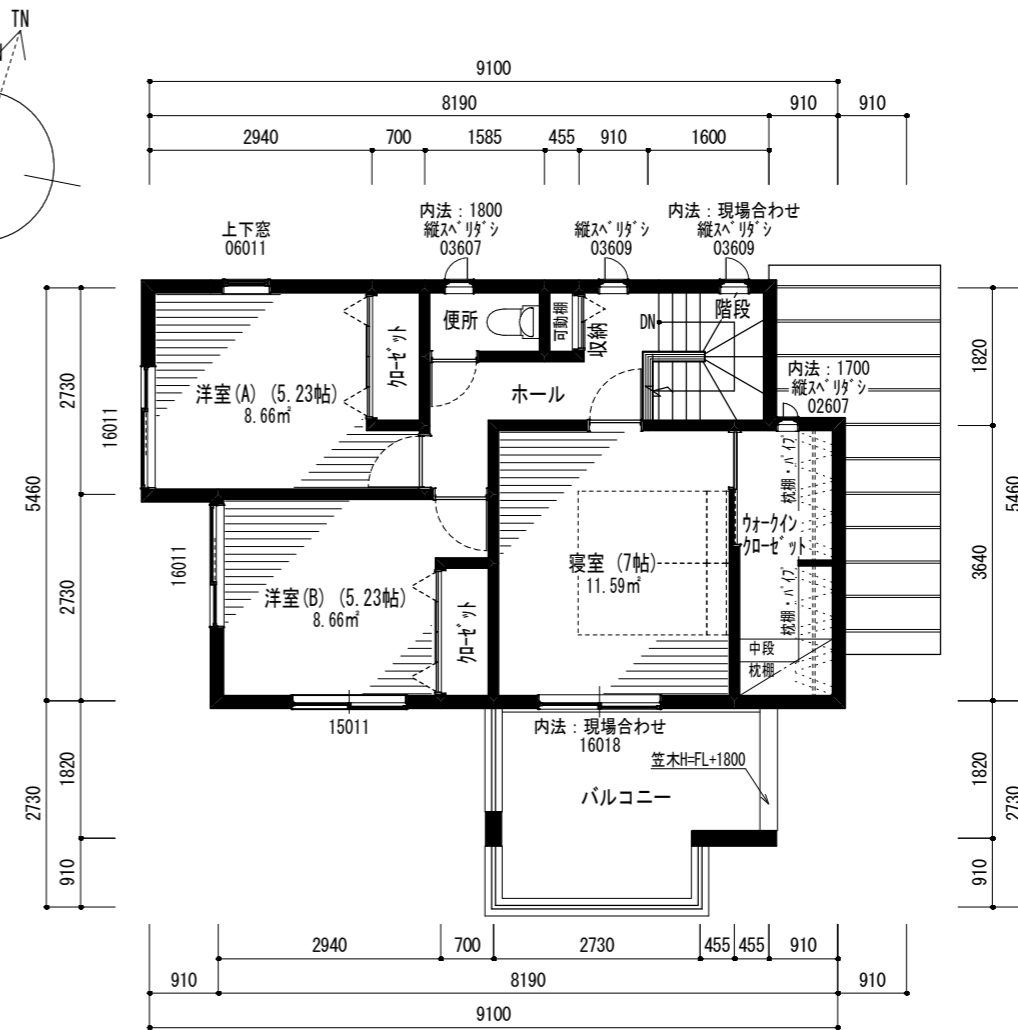 TN
9100
8190
910
910
2940
700
1585
455
910
1600
上下窓
06011
内法：1800
縦スベリダシ
03607
縦スベリダシ
03609
内法：現場合わせ
縦スベリダシ
03609
便所
可動棚
収納
DN
階段
クローゼット
ホール
内法：1700
縦スベリダシ
02607
洋室(A) (5.23帖)
8.66㎡
16011
枕棚・パイプ
ウォークイン
クローゼット
寝室 (7帖)
11.59㎡
洋室(B) (5.23帖)
8.66㎡
16011
クローゼット
枕棚・パイプ
中段
枕棚
15011
内法：現場合わせ
16018
笠木H=FL+1800
バルコニー
5460
2730
2730
2730
1820
910
1820
3640
5460
1820
910
2730
2940
700
2730
455
455
910
910
8190
910
9100